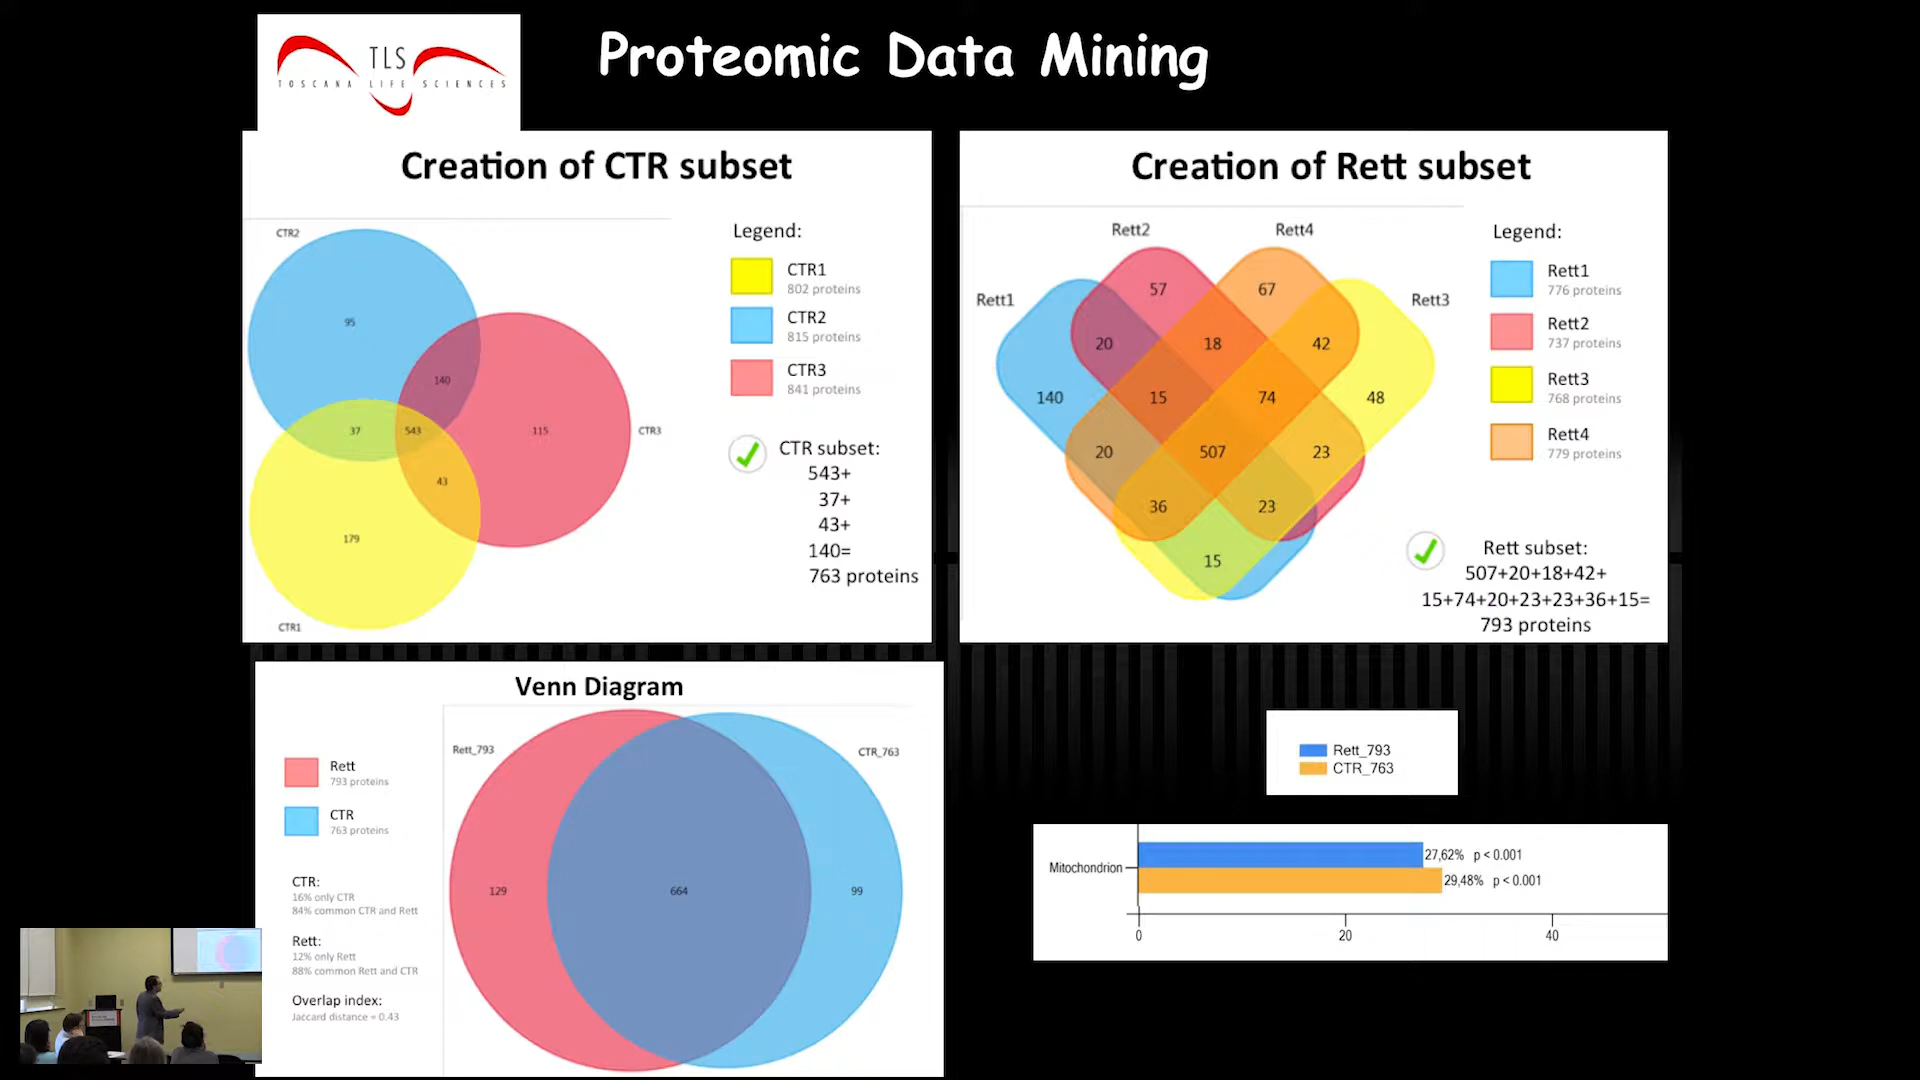 TLS
TOSCANA LIFE SCIENCES
Proteomic Data Mining
Creation of CTR subset
CTR2
95
140
37
543
115
CTR3
43
179
CTR1
Legend:
CTR1
802 proteins
CTR2
815 proteins
CTR3
841 proteins
CTR subset:
543+
37+
43+
140=
763 proteins
Creation of Rett subset
Rett2
Rett4
Rett1
Rett3
57
67
20
18
42
140
15
74
48
20
507
23
36
23
15
Legend:
Rett1
776 proteins
Rett2
737 proteins
Rett3
768 proteins
Rett4
779 proteins
Rett subset:
507+20+18+42+
15+74+20+23+23+36+15=
793 proteins
Venn Diagram
Rett_793
CTR_763
Rett
793 proteins
CTR
763 proteins
CTR:
16% only CTR
84% common CTR and Rett
Rett:
12% only Rett
88% common Rett and CTR
Overlap index:
Jaccard distance = 0.43
129
664
99
Rett_793
CTR_763
Mitochondrion
27,62% p < 0.001
29,48% p < 0.001
0
20
40